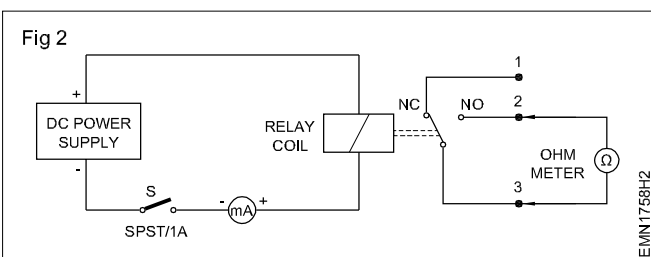 Fig 2
+
DC POWER
SUPPLY
-
S
SPST/1A
-
mA
+
RELAY
COIL
NC
NO
1
2
3
OHM
METER
Ω
EMN1758H2